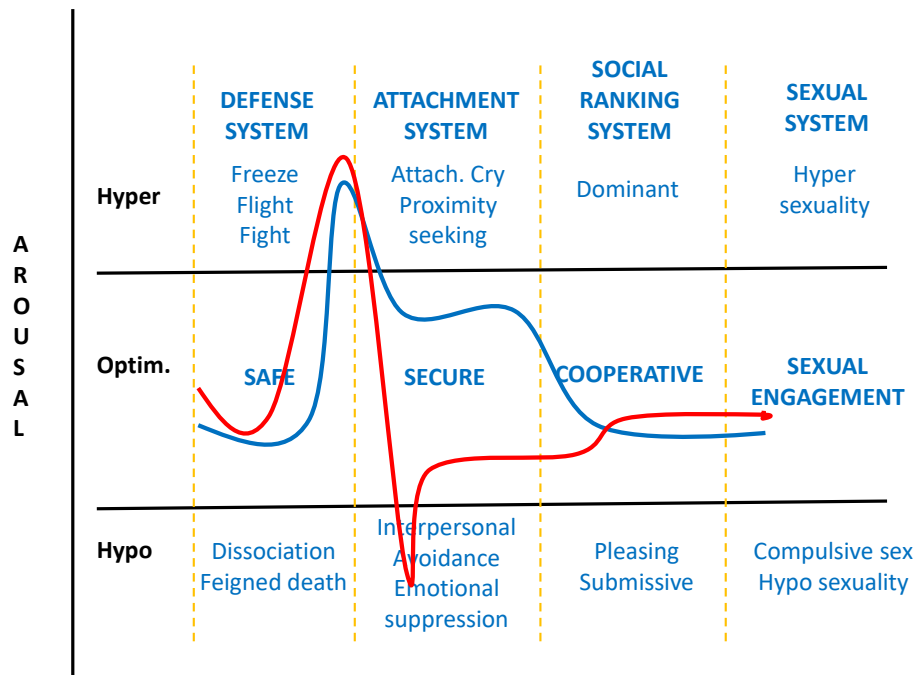 DEFENSE
SYSTEM
ATTACHMENT
SYSTEM
SOCIAL
RANKING
SYSTEM
SEXUAL
SYSTEM
AROUSAL
Hyper
Freeze
Flight
Fight
Attach. Cry
Proximity
seeking
Dominant
Hyper
sexuality
Optim.
SAFE
SECURE
COOPERATIVE
SEXUAL
ENGAGEMENT
Hypo
Dissociation
Feigned death
Interpersonal
Avoidance
Emotional
suppression
Pleasing
Submissive
Compulsive sex
Hypo sexuality